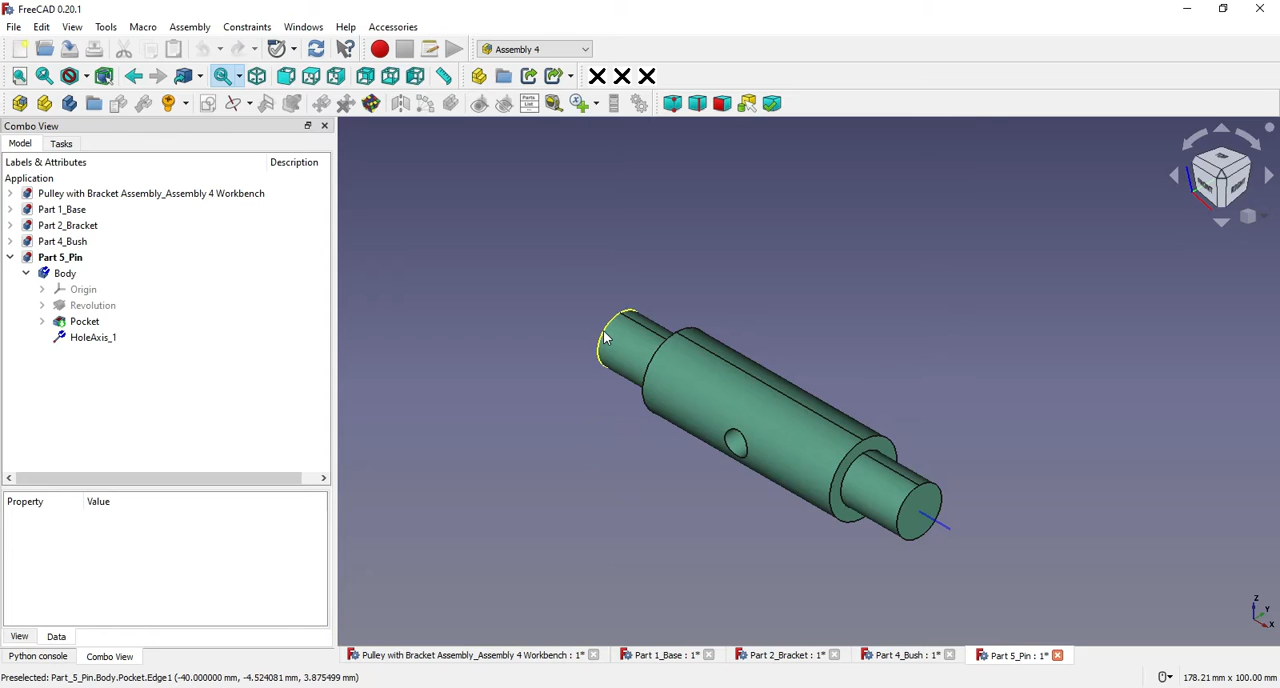 FreeCAD 0.20.1
File Edit View Tools Macro Assembly Constraints Windows Help Accessories
Assembly 4
Parts List
Combo View
Model Tasks
Labels & Attributes Description
Application
Pulley with Bracket Assembly_Assembly 4 Workbench
Part 1_Base
Part 2_Bracket
Part 4_Bush
Part 5_Pin
Body
Origin
Revolution
Pocket
HoleAxis_1
Property Value
View Data
Python console Combo View
FRONT RIGHT
Z
Y
X
Pulley with Bracket Assembly_Assembly 4 Workbench : 1* Part 1_Base : 1* Part 2_Bracket : 1* Part 4_Bush : 1* Part 5_Pin : 1*
Preselected: Part_5_Pin.Body.Pocket.Edge1 (-40.000000 mm, -4.524081 mm, 3.875499 mm) 178.21 mm x 100.00 mm